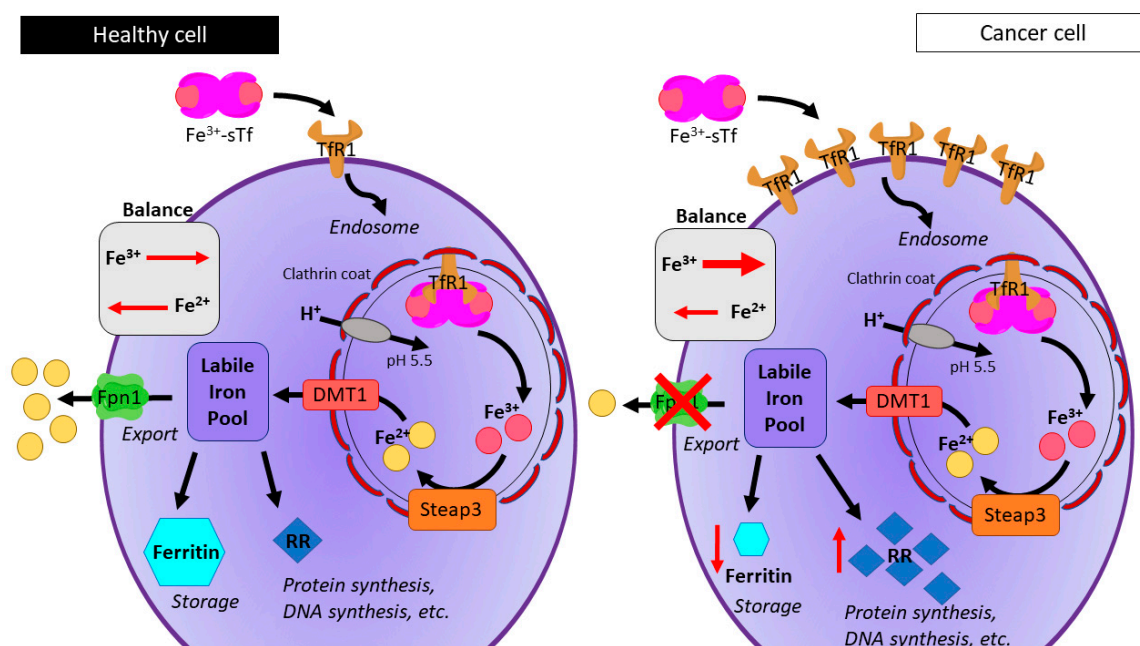 Healthy cell
Fe³⁺-sTf
TfR1
Balance
Fe³⁺
Fe²⁺
Endosome
Clathrin coat
TfR1
H⁺
pH 5.5
Labile
Iron
Pool
DMT1
Fpn1
Export
Fe³⁺
Fe²⁺
Steap3
Ferritin
Storage
RR
Protein synthesis,
DNA synthesis, etc.
Cancer cell
Fe³⁺-sTf
TfR1
TfR1
TfR1
TfR1
TfR1
Balance
Fe³⁺
Fe²⁺
Endosome
Clathrin coat
TfR1
H⁺
pH 5.5
Labile
Iron
Pool
DMT1
Fpn1
Export
Fe³⁺
Fe²⁺
Steap3
Ferritin
Storage
RR
Protein synthesis,
DNA synthesis, etc.